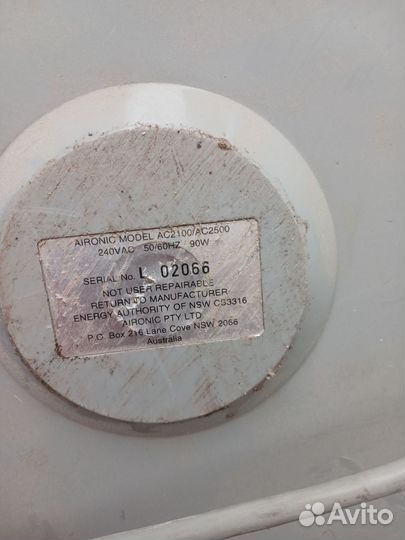 AIRONIC MODEL AC2100/AC2500
240VAC 50/60HZ 90W
SERIAL No. L 02066
NOT USER REPAIRABLE
RETURN TO MANUFACTURER
ENERGY AUTHORITY OF NSW CS3316
AIRONIC PTY LTD
P.O. Box 216 Lane Cove NSW 2066
Australia
Avito